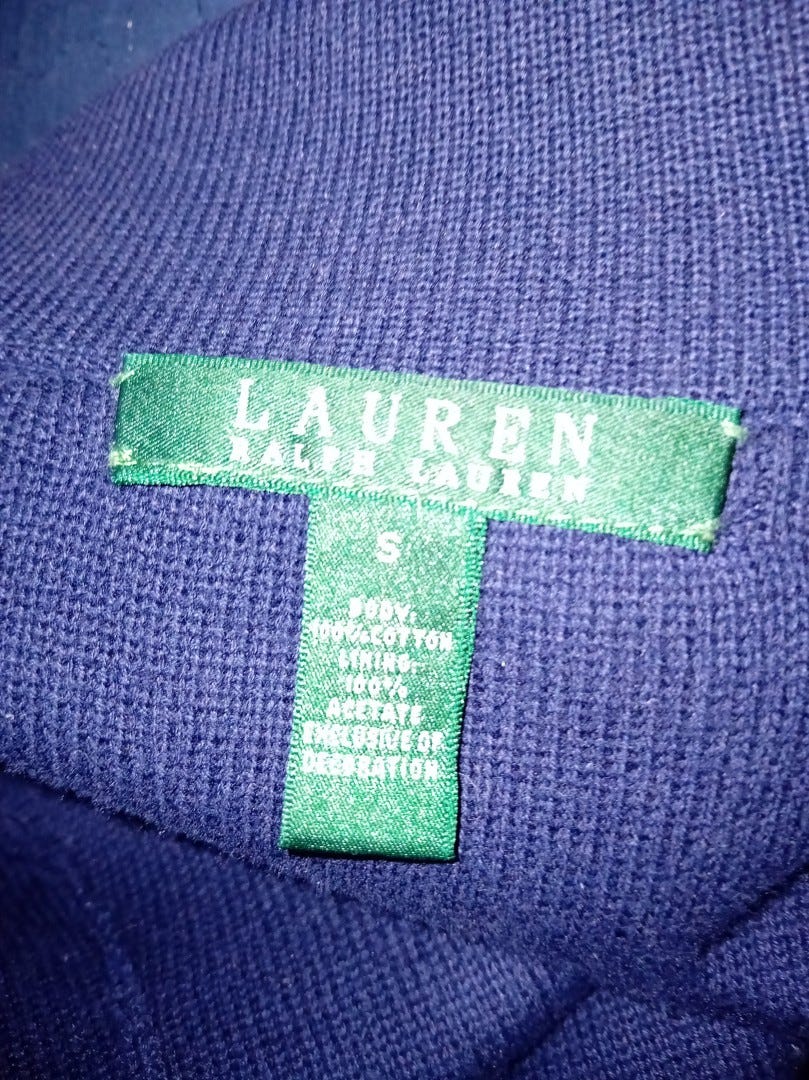 LAUREN
RALPH LAUREN
S
BODY:
100% COTTON
LINING:
100%
ACETATE
EXCLUSIVE OF
DECORATION